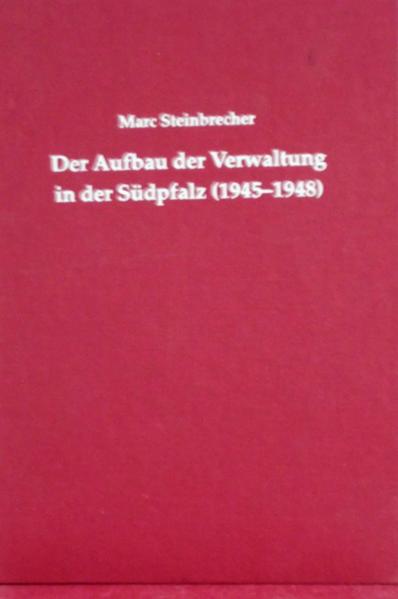 Marc Steinbrecher
Der Aufbau der Verwaltung
in der Südpfalz (1945–1948)